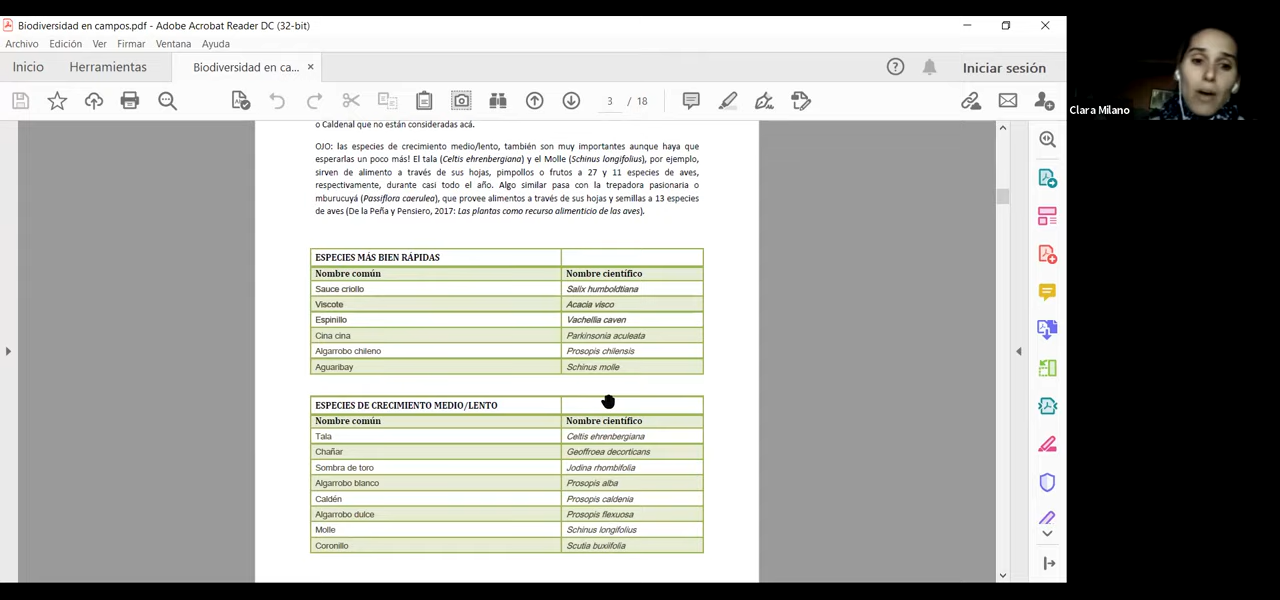 Biodiversidad en campos.pdf - Adobe Acrobat Reader DC (32-bit)
Archivo Edición Ver Firmar Ventana Ayuda
Inicio Herramientas Biodiversidad en ca... × Iniciar sesión
3 / 18
Clara Milano
o Caldenal que no están consideradas acá.
OJO: las especies de crecimiento medio/lento, también son muy importantes aunque haya que
esperarlas un poco más! El tala (Celtis ehrenbergiana) y el Molle (Schinus longifolius), por ejemplo,
sirven de alimento a través de sus hojas, pimpollos o frutos a 27 y 11 especies de aves,
respectivamente, durante casi todo el año. Algo similar pasa con la trepadora pasionaria o
mburucuyá (Passiflora caerulea), que provee alimentos a través de sus hojas y semillas a 13 especies
de aves (De la Peña y Pensiero, 2017: Las plantas como recurso alimenticio de las aves).
ESPECIES MÁS BIEN RÁPIDAS
Nombre común Nombre científico
Sauce criollo Salix humboldtiana
Viscote Acacia visco
Espinillo Vachellia caven
Cina cina Parkinsonia aculeata
Algarrobo chileno Prosopis chilensis
Aguaribay Schinus molle
ESPECIES DE CRECIMIENTO MEDIO/LENTO
Nombre común Nombre científico
Tala Celtis ehrenbergiana
Chañar Geoffroea decorticans
Sombra de toro Jodina rhombifolia
Algarrobo blanco Prosopis alba
Caldén Prosopis caldenia
Algarrobo dulce Prosopis flexuosa
Molle Schinus longifolius
Coronillo Scutia buxiifolia